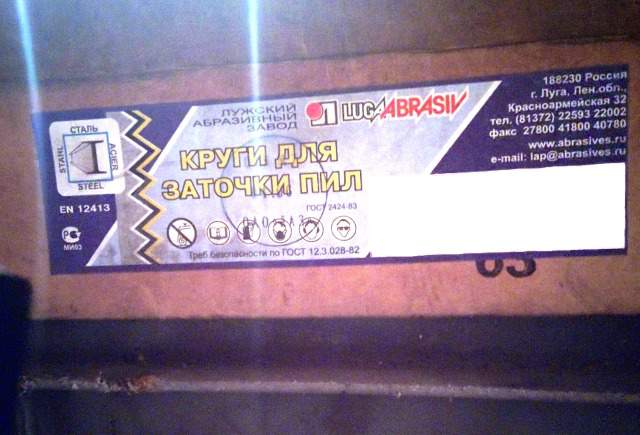 СТАЛЬ
STAHL
ACIER
STEEL
EN 12413
МИ03
ЛУЖСКИЙ
АБРАЗИВНЫЙ
ЗАВОД
LUGAABRASIV
КРУГИ ДЛЯ
ЗАТОЧКИ ПИЛ
ГОСТ 2424-83
Треб.безопасности по ГОСТ 12.3.028-82
188230 Россия
г. Луга, Лен.обл.,
Красноармейская 32
тел. (81372) 22593 22002
факс 27800 41800 40780
www.abrasives.ru
e-mail: lap@abrasives.ru